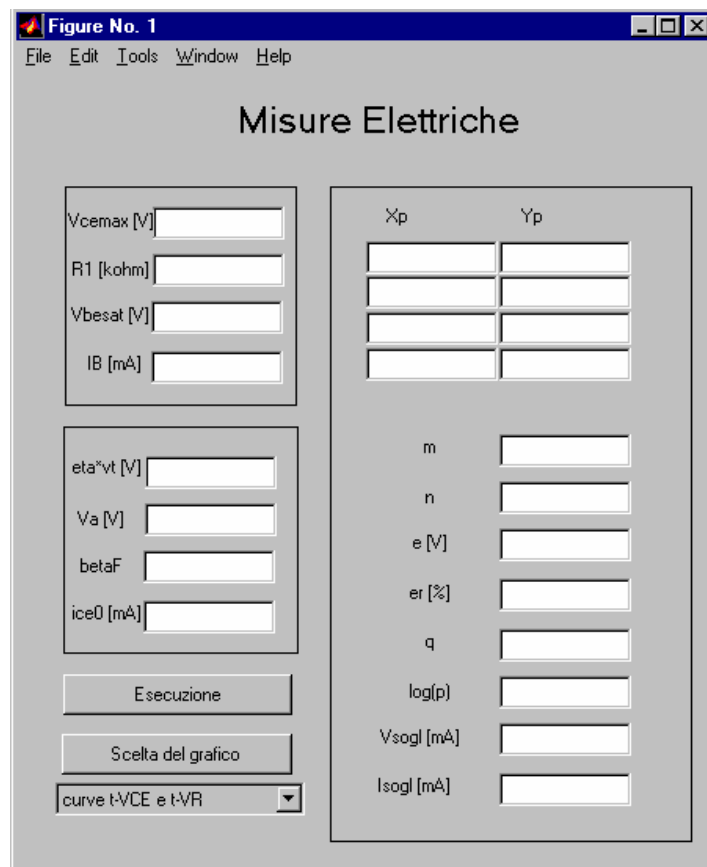 Figure No. 1
File Edit Tools Window Help
Misure Elettriche
Vcemax [V]
R1 [kohm]
Vbesat [V]
IB [mA]
eta*vt [V]
Va [V]
betaF
ice0 [mA]
Esecuzione
Scelta del grafico
curve t-VCE e t-VR
Xp Yp
m
n
e [V]
er [%]
q
log(p)
Vsogl [mA]
Isogl [mA]